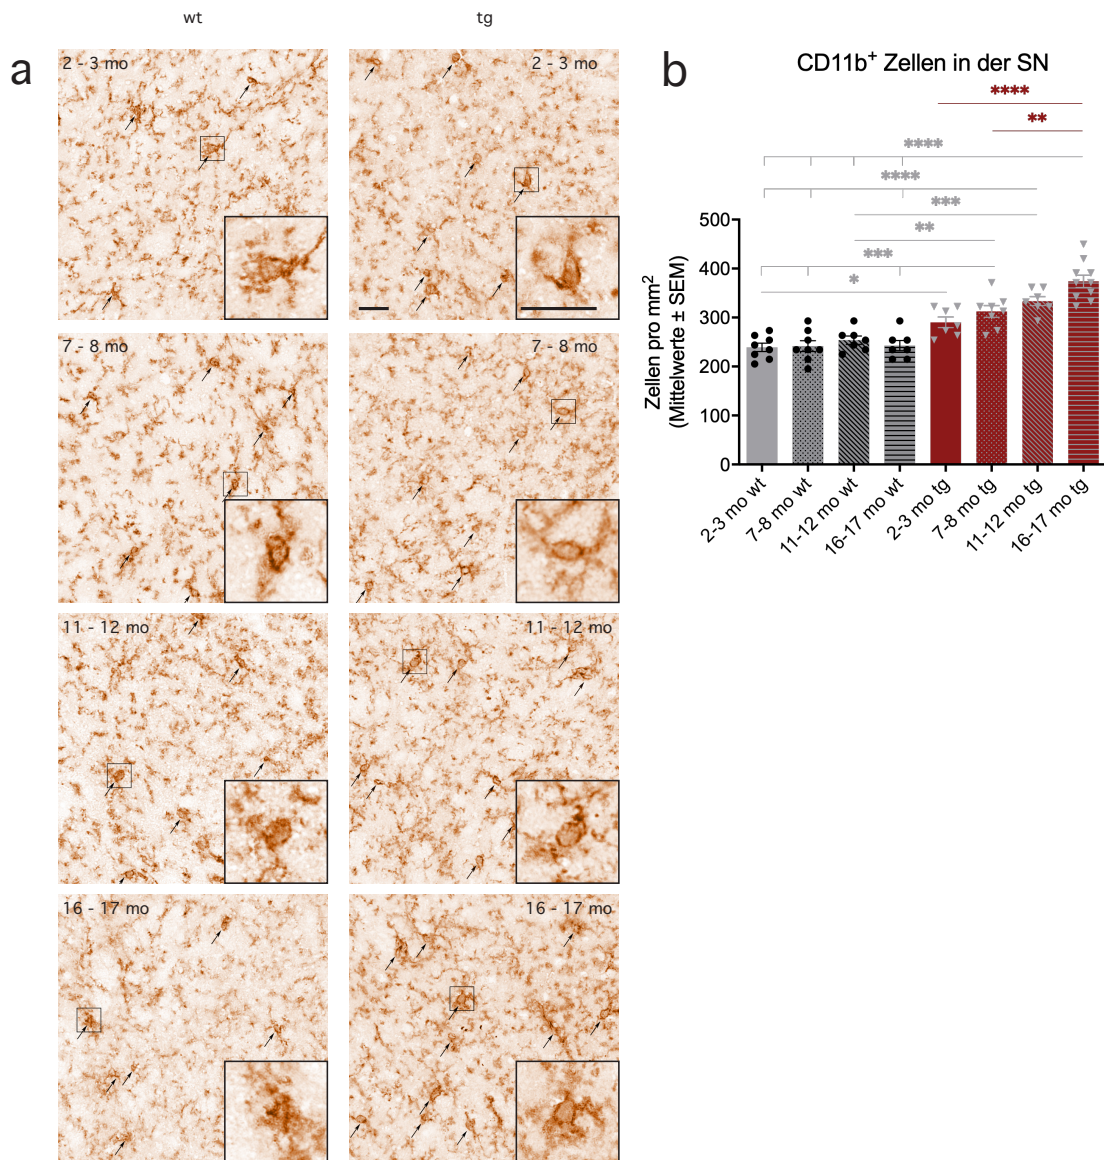 wt
tg
a
2 - 3 mo
2 - 3 mo
7 - 8 mo
7 - 8 mo
11 - 12 mo
11 - 12 mo
16 - 17 mo
16 - 17 mo
b
CD11b⁺ Zellen in der SN
****
**
****
****
***
**
***
*
Zellen pro mm²
(Mittelwerte ± SEM)
500
400
300
200
100
0
2-3 mo wt
7-8 mo wt
11-12 mo wt
16-17 mo wt
2-3 mo tg
7-8 mo tg
11-12 mo tg
16-17 mo tg